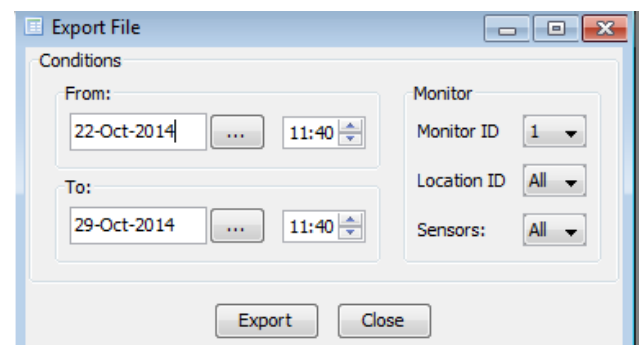 Export File
Conditions
From:
22-Oct-2014 ... 11:40
To:
29-Oct-2014 ... 11:40
Monitor
Monitor ID 1
Location ID All
Sensors: All
Export Close